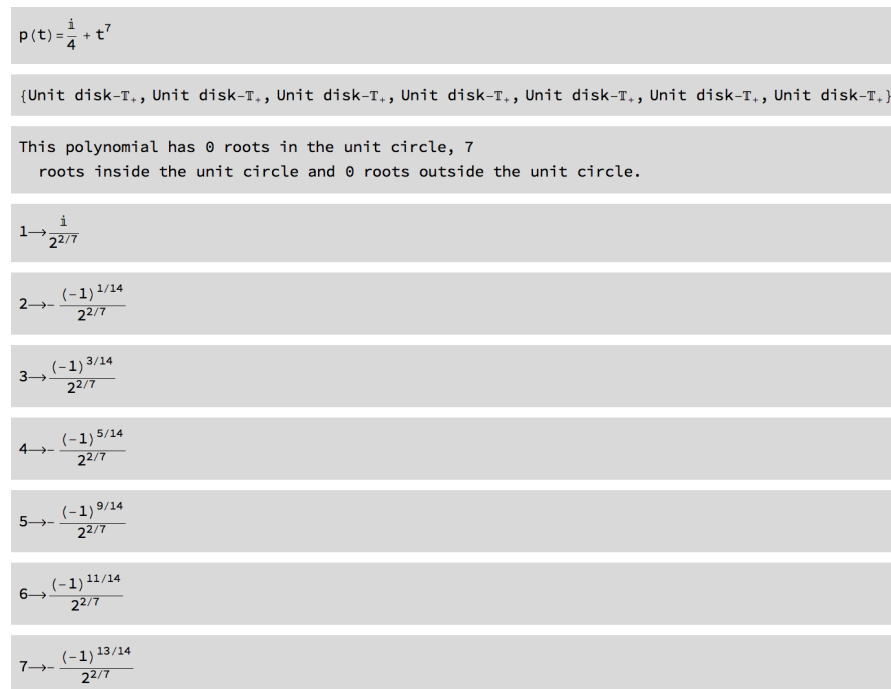 p(t)=i/4 + t^7
{Unit disk-𝕋₊, Unit disk-𝕋₊, Unit disk-𝕋₊, Unit disk-𝕋₊, Unit disk-𝕋₊, Unit disk-𝕋₊, Unit disk-𝕋₊}
This polynomial has 0 roots in the unit circle, 7
roots inside the unit circle and 0 roots outside the unit circle.
1⟶i/2^(2/7)
2⟶-(-1)^(1/14)/2^(2/7)
3⟶(-1)^(3/14)/2^(2/7)
4⟶-(-1)^(5/14)/2^(2/7)
5⟶-(-1)^(9/14)/2^(2/7)
6⟶(-1)^(11/14)/2^(2/7)
7⟶-(-1)^(13/14)/2^(2/7)